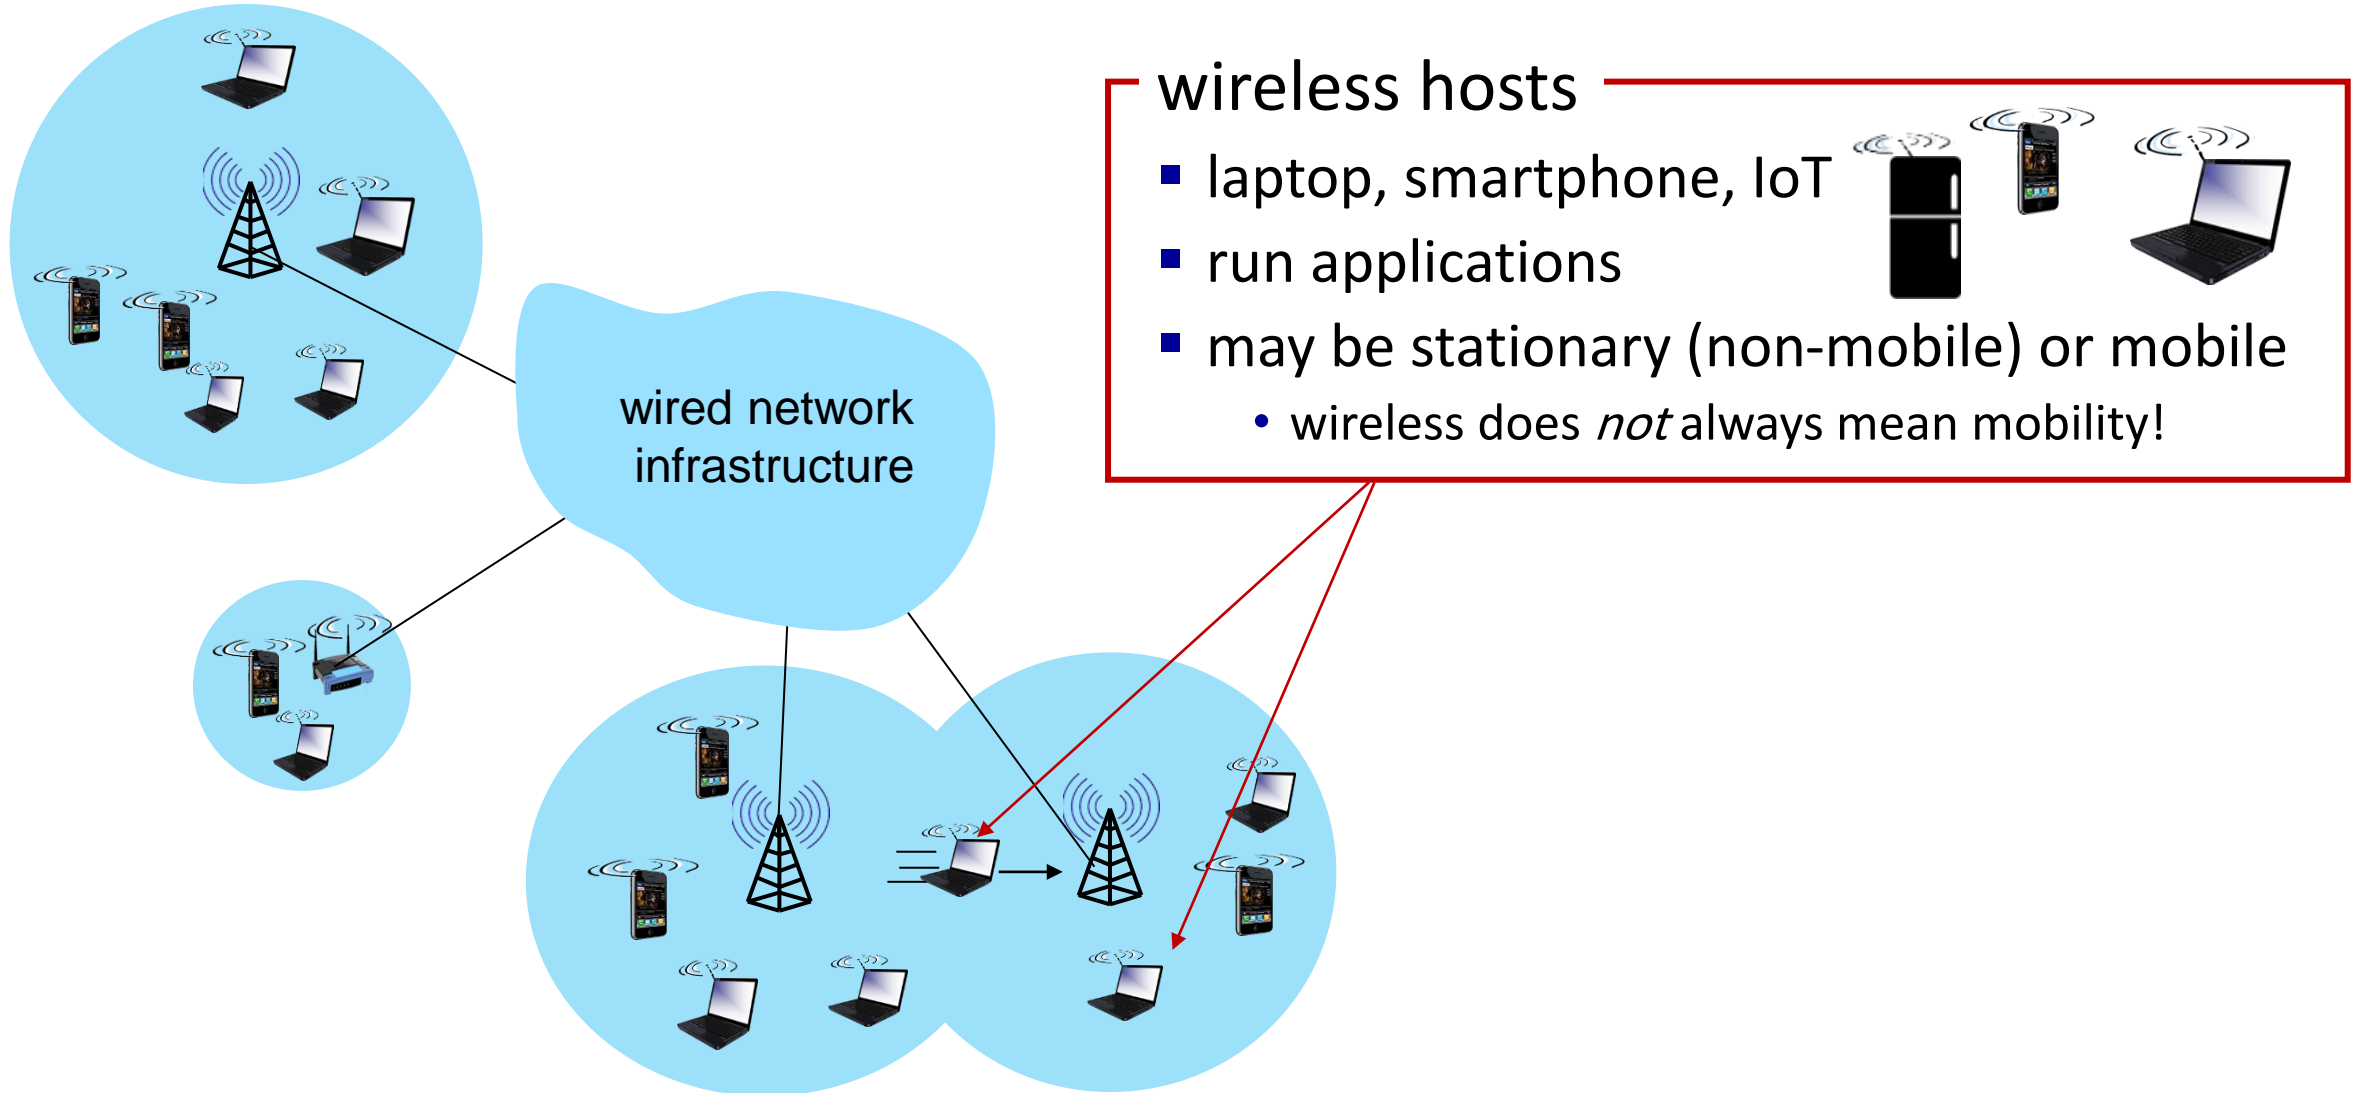 wireless hosts
▪ laptop, smartphone, IoT
▪ run applications
▪ may be stationary (non-mobile) or mobile
• wireless does not always mean mobility!
wired network
infrastructure